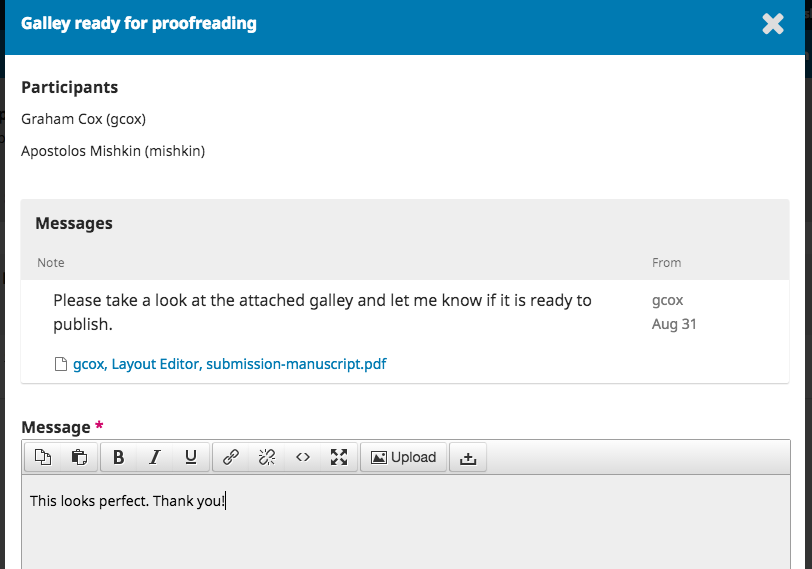 Galley ready for proofreading
Participants
Graham Cox (gcox)
Apostolos Mishkin (mishkin)
Messages
Note From
Please take a look at the attached galley and let me know if it is ready to gcox
publish. Aug 31
gcox, Layout Editor, submission-manuscript.pdf
Message *
B I U Upload
This looks perfect. Thank you!